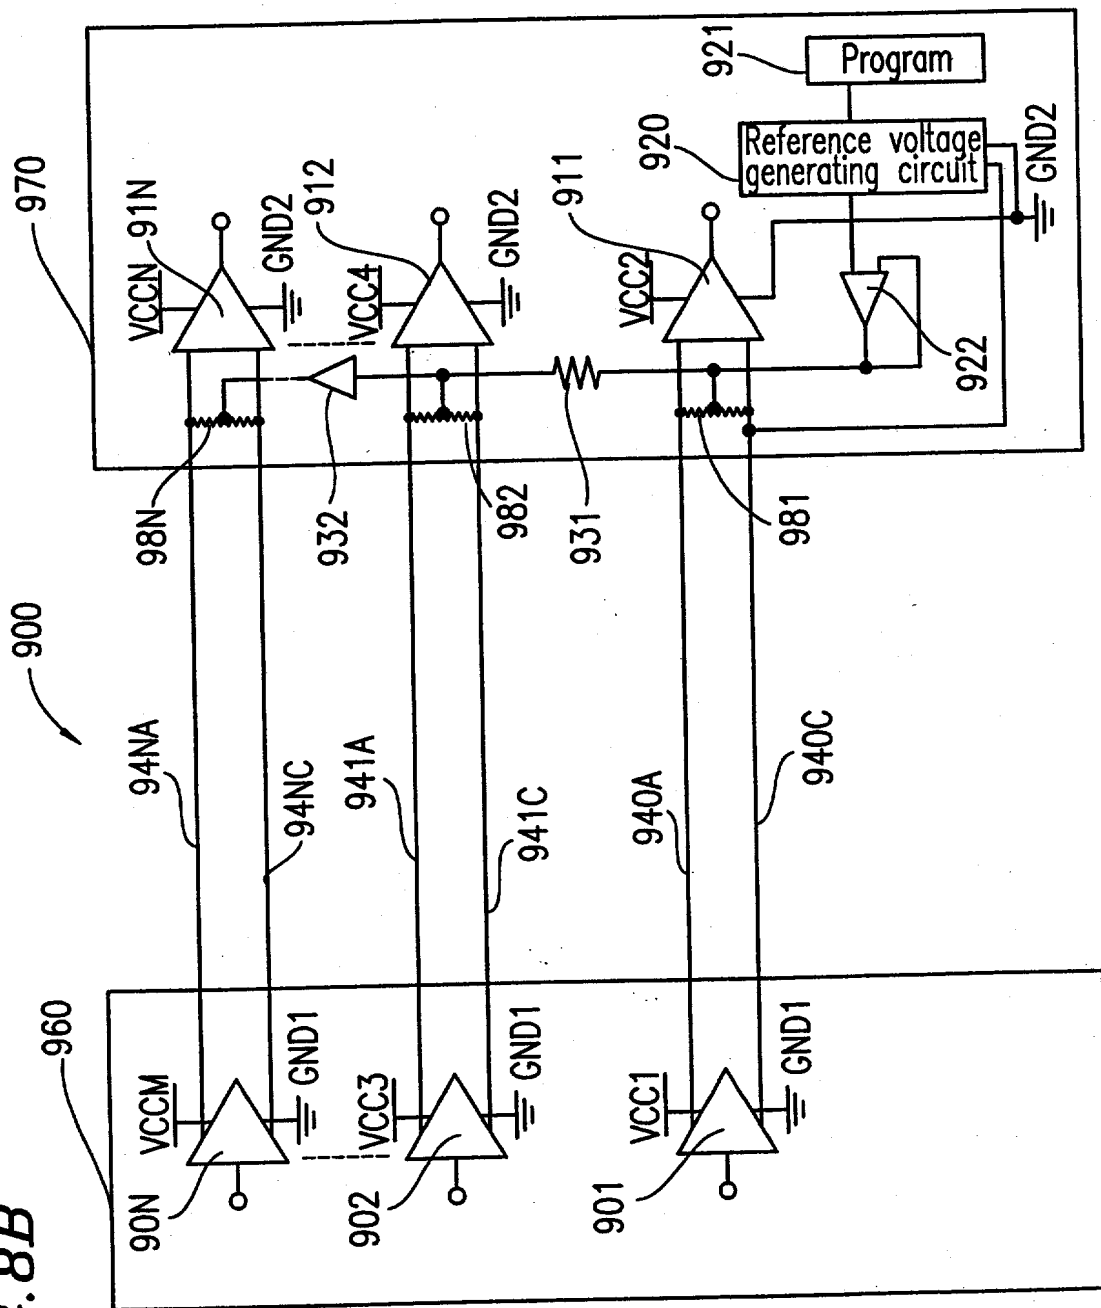 970
921
Program
920
Reference voltage
generating circuit
GND2
91N
VCCN
GND2
912
VCC4
GND2
911
VCC2
922
98N
932
982
931
981
900
94NA
94NC
941A
941C
940A
940C
960
VCCM
GND1
90N
VCC3
GND1
902
VCC1
GND1
901
.8B